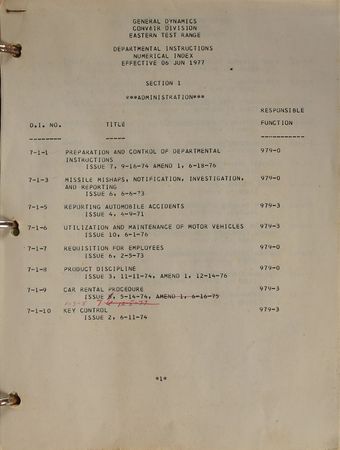 GENERAL DYNAMICS
CONVAIR DIVISION
EASTERN TEST RANGE
DEPARTMENTAL INSTRUCTIONS
NUMERICAL INDEX
EFFECTIVE 06 JUN 1977
SECTION 1
***ADMINISTRATION***
RESPONSIBLE
D.I. NO. TITLE FUNCTION
-------- ----- -----------
7-1-1 PREPARATION AND CONTROL OF DEPARTMENTAL 979-0
INSTRUCTIONS
ISSUE 7, 9-16-74 AMEND 1, 6-18-76
7-1-3 MISSILE MISHAPS, NOTIFICATION, INVESTIGATION, 979-0
AND REPORTING
ISSUE 6, 6-6-73
7-1-5 REPORTING AUTOMOBILE ACCIDENTS 979-3
ISSUE 4, 4-9-71
7-1-6 UTILIZATION AND MAINTENANCE OF MOTOR VEHICLES 979-3
ISSUE 10, 6-1-76
7-1-7 REQUISITION FOR EMPLOYEES 979-0
ISSUE 6, 2-5-73
7-1-8 PRODUCT DISCIPLINE 979-0
ISSUE 3, 11-11-74, AMEND 1, 12-14-76
7-1-9 CAR RENTAL PROCEDURE 979-3
ISSUE 5-14-74, AMEND 1, 6-16-75
7
7-1-10 KEY CONTROL 979-3
ISSUE 2, 6-11-74
*1*